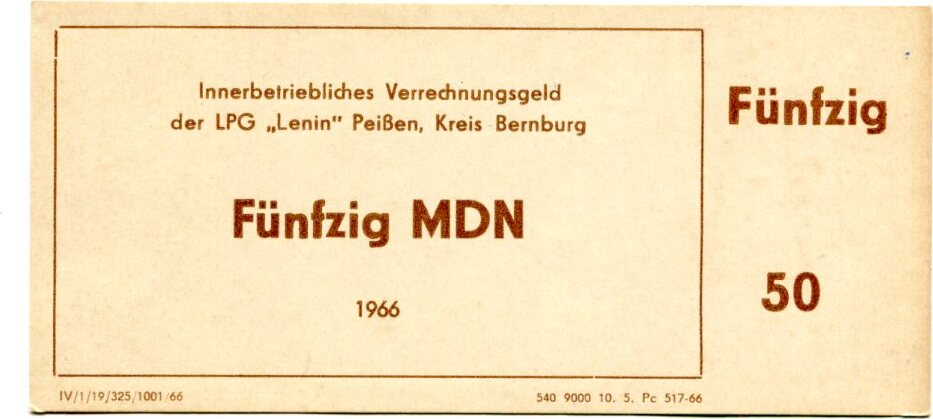 Innerbetriebliches Verrechnungsgeld
der LPG „Lenin" Peißen, Kreis Bernburg
Fünfzig MDN
1966
Fünfzig
50
IV/1/19/325/1001/66
540 9000 10. 5. Pc 517-66